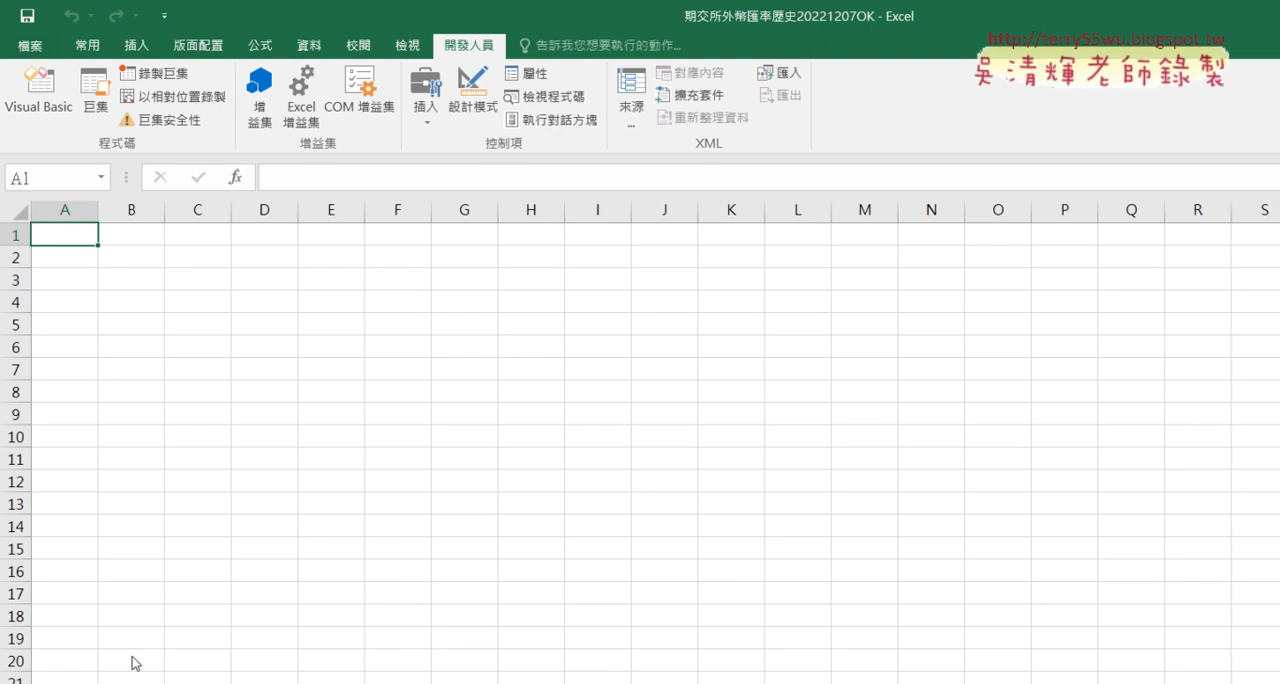 期交所外幣匯率歷史20221207OK - Excel
http://terry55wu.blogspot.tw
吳清輝老師錄製
檔案 常用 插入 版面配置 公式 資料 校閱 檢視 開發人員 告訴我您想要執行的動作...
Visual Basic 巨集 錄製巨集 以相對位置錄製 巨集安全性
增益集 Excel 增益集 COM 增益集
插入 設計模式 屬性 檢視程式碼 執行對話方塊
來源... 對應內容 擴充套件 重新整理資料 匯入 匯出
程式碼 增益集 控制項 XML
A1 fx
A B C D E F G H I J K L M N O P Q R S
1
2
3
4
5
6
7
8
9
10
11
12
13
14
15
16
17
18
19
20
21